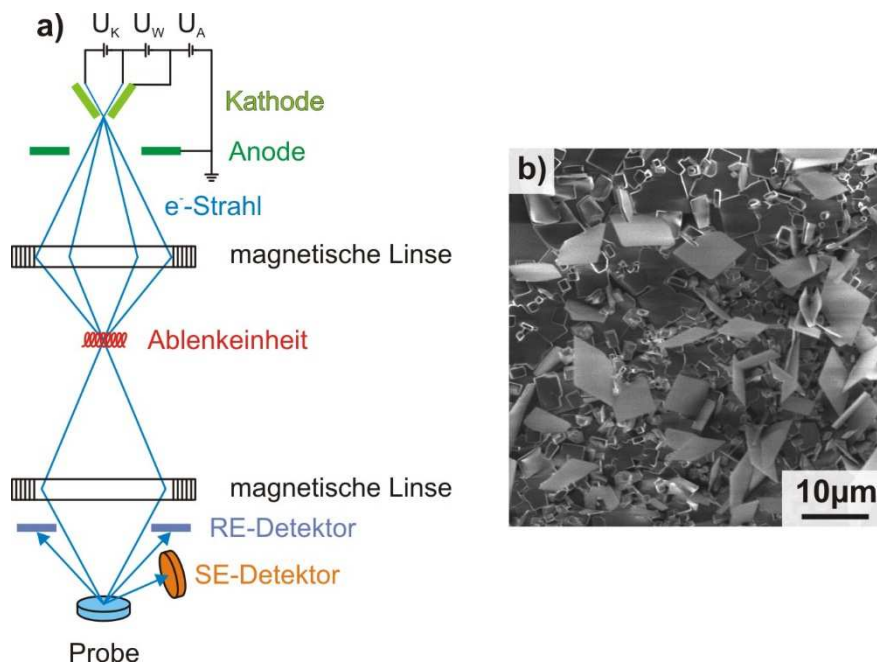 a)
U_K U_W U_A
Kathode
Anode
e⁻-Strahl
magnetische Linse
Ablenkeinheit
magnetische Linse
RE-Detektor
SE-Detektor
Probe
b)
10µm